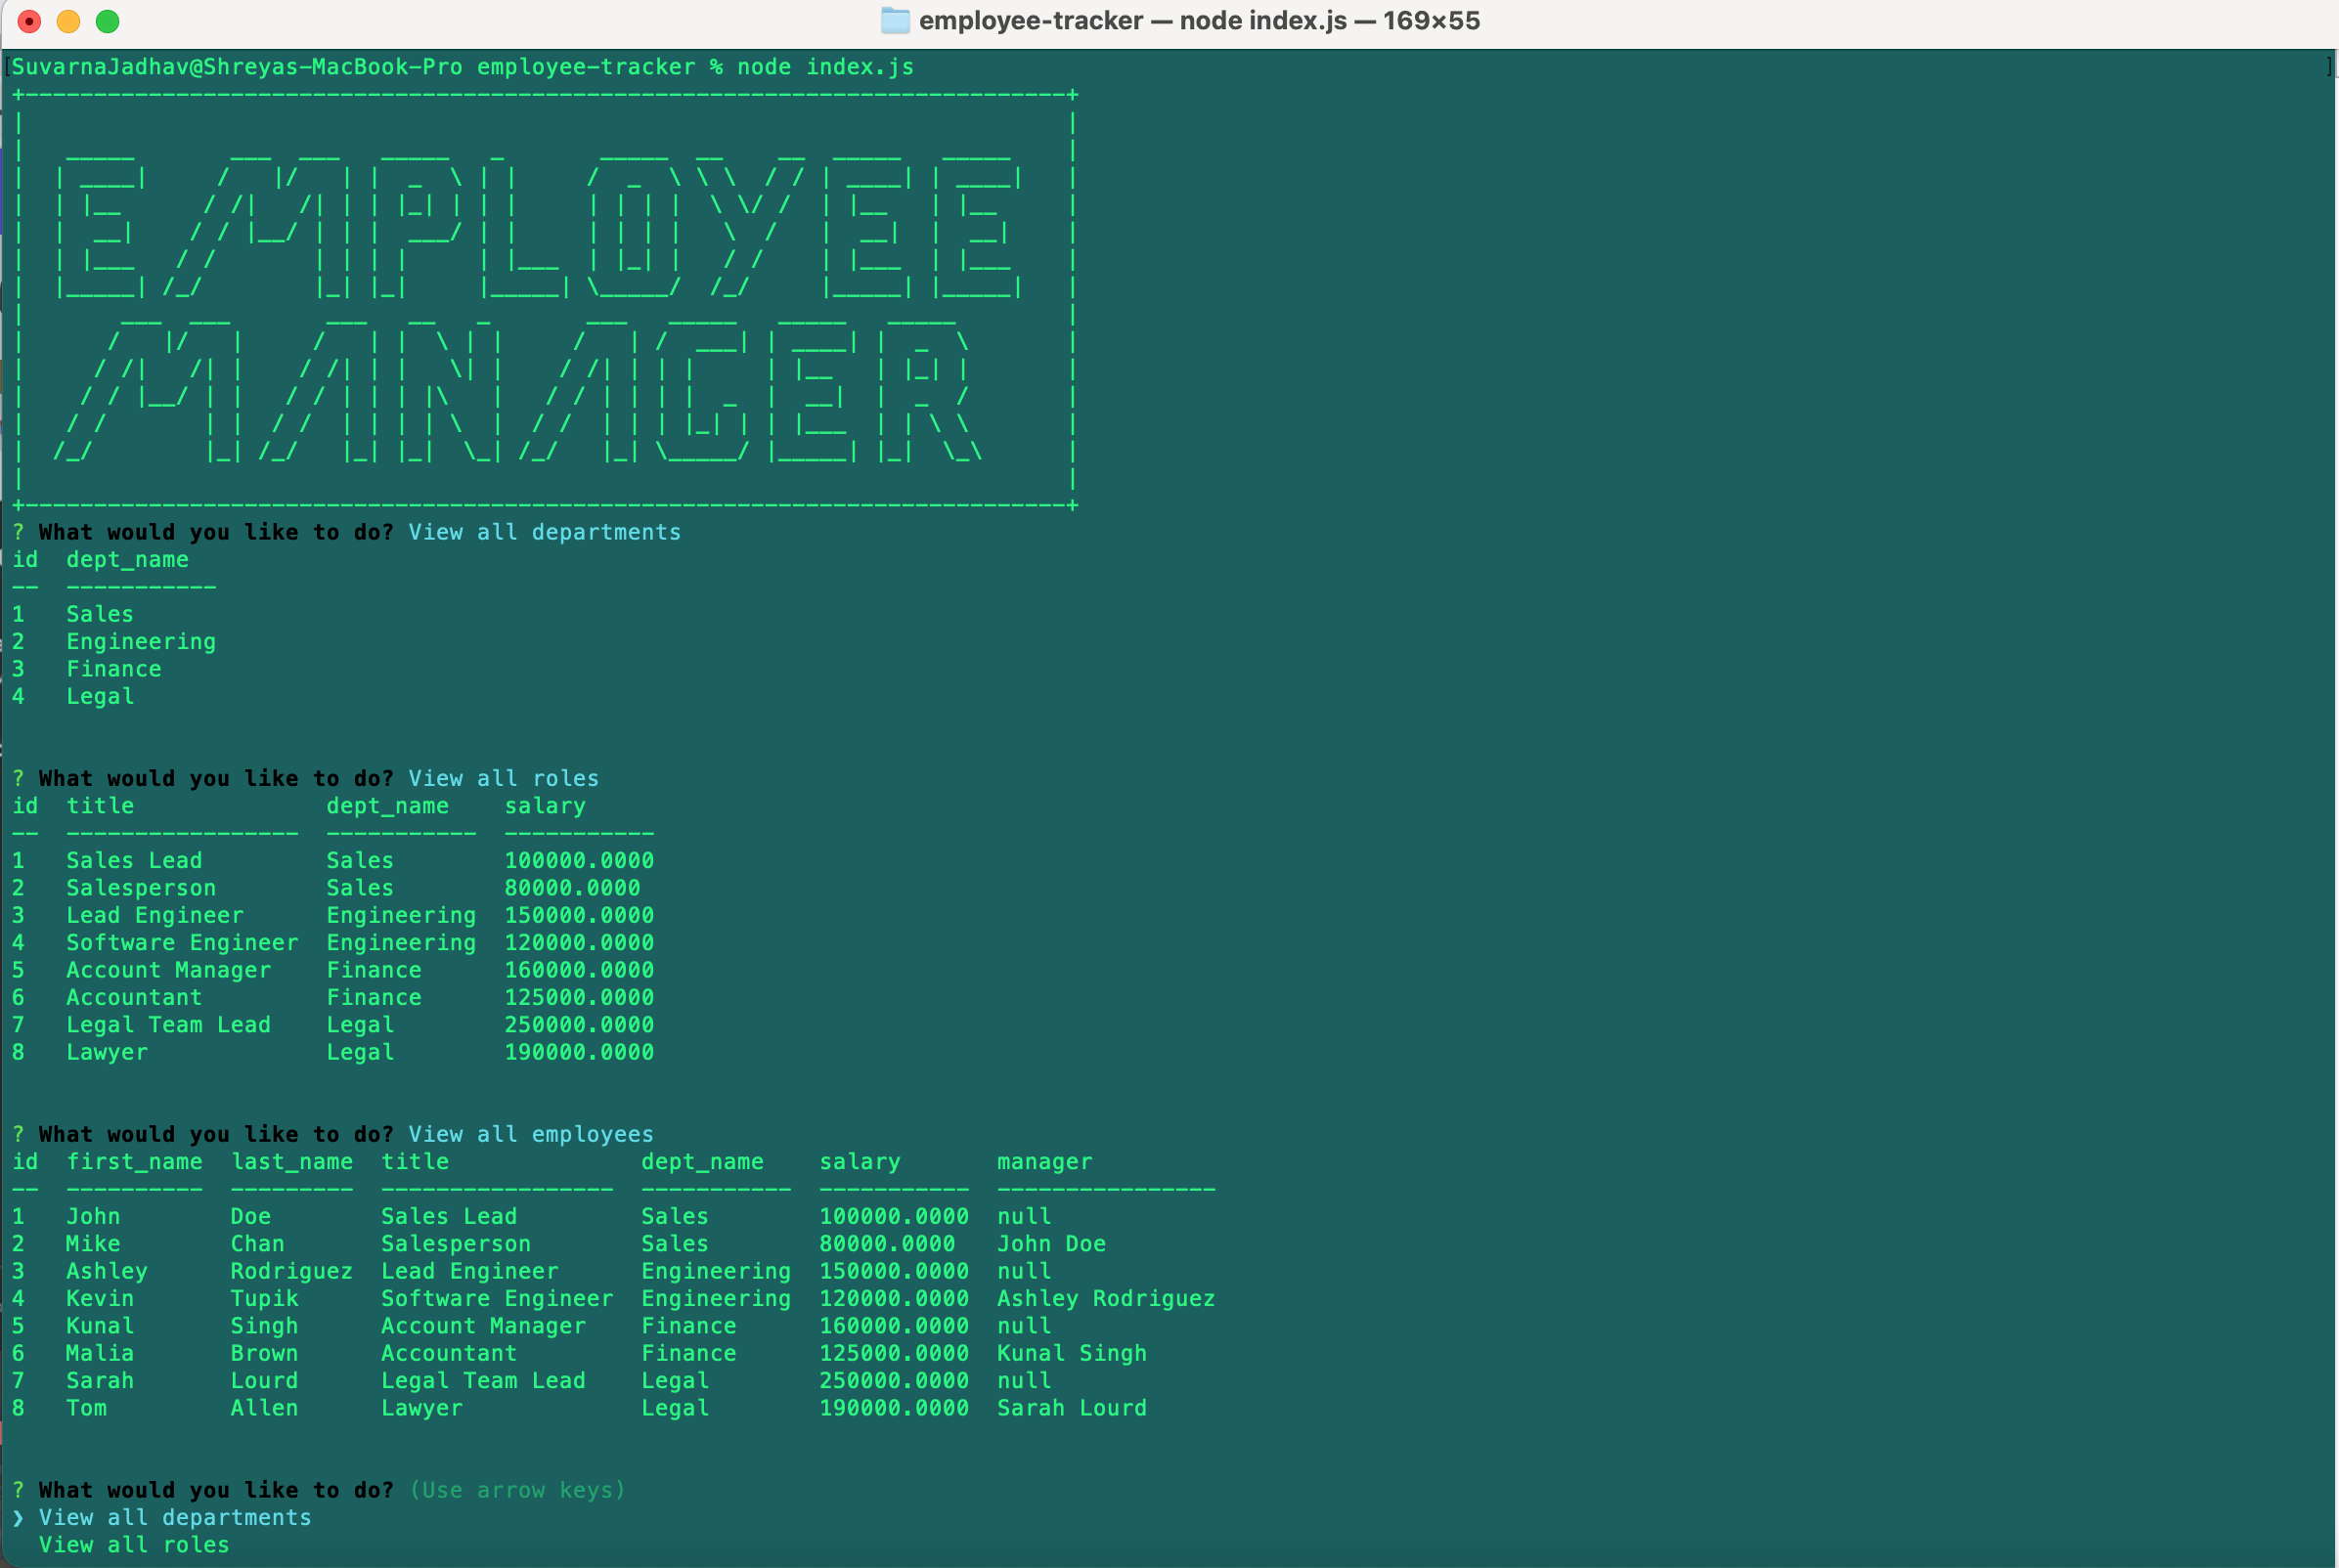 employee-tracker — node index.js — 169×55
[SuvarnaJadhav@Shreyas-MacBook-Pro employee-tracker % node index.js ]
EMPLOYEE
MANAGER
? What would you like to do? View all departments
id  dept_name
--  -----------
1   Sales
2   Engineering
3   Finance
4   Legal
? What would you like to do? View all roles
id  title              dept_name    salary
--  -----------------  -----------  -----------
1   Sales Lead         Sales        100000.0000
2   Salesperson        Sales        80000.0000
3   Lead Engineer      Engineering  150000.0000
4   Software Engineer  Engineering  120000.0000
5   Account Manager    Finance      160000.0000
6   Accountant         Finance      125000.0000
7   Legal Team Lead    Legal        250000.0000
8   Lawyer             Legal        190000.0000
? What would you like to do? View all employees
id  first_name  last_name  title              dept_name    salary       manager
--  ----------  ---------  -----------------  -----------  -----------  ----------------
1   John        Doe        Sales Lead         Sales        100000.0000  null
2   Mike        Chan       Salesperson        Sales        80000.0000   John Doe
3   Ashley      Rodriguez  Lead Engineer      Engineering  150000.0000  null
4   Kevin       Tupik      Software Engineer  Engineering  120000.0000  Ashley Rodriguez
5   Kunal       Singh      Account Manager    Finance      160000.0000  null
6   Malia       Brown      Accountant         Finance      125000.0000  Kunal Singh
7   Sarah       Lourd      Legal Team Lead    Legal        250000.0000  null
8   Tom         Allen      Lawyer             Legal        190000.0000  Sarah Lourd
? What would you like to do? (Use arrow keys)
❯ View all departments
  View all roles